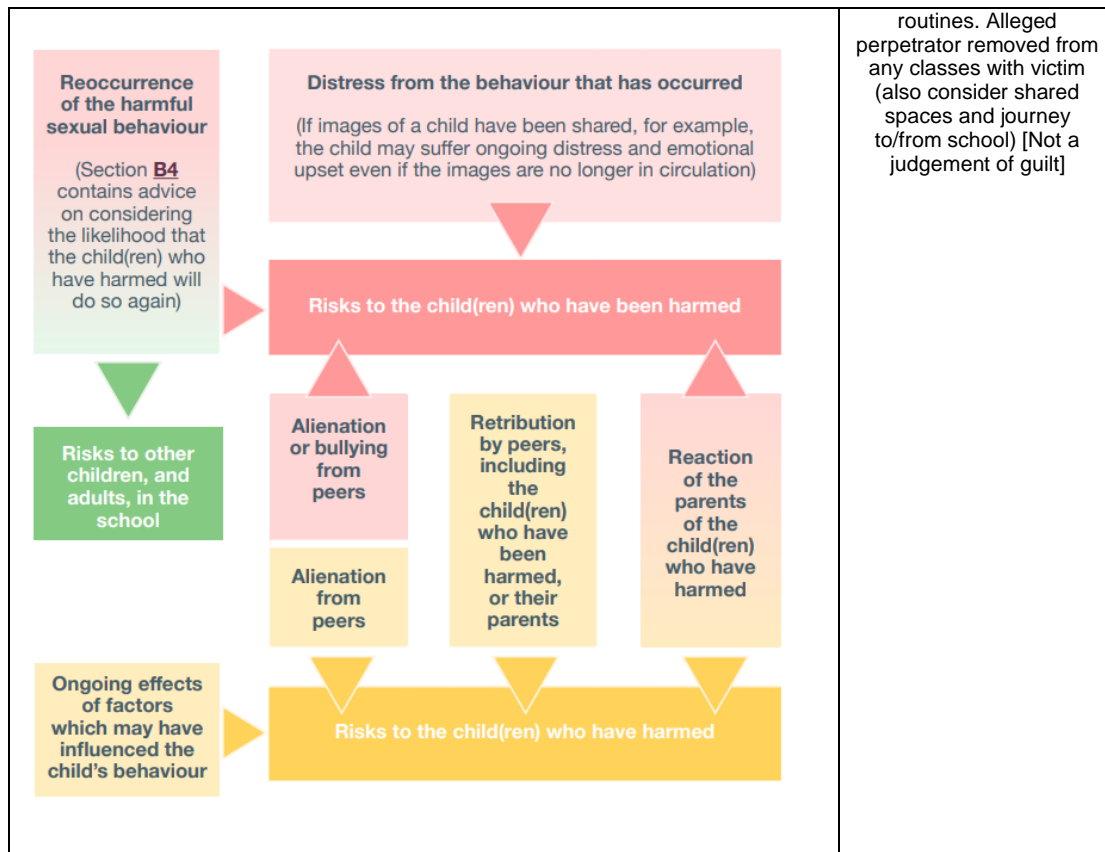 Reoccurrence
of the harmful
sexual behaviour
(Section B4
contains advice
on considering
the likelihood that
the child(ren) who
have harmed will
do so again)
Distress from the behaviour that has occurred
(If images of a child have been shared, for example,
the child may suffer ongoing distress and emotional
upset even if the images are no longer in circulation)
Risks to the child(ren) who have been harmed
Risks to other
children, and
adults, in the
school
Alienation
or bullying
from
peers
Alienation
from
peers
Retribution
by peers,
including
the
child(ren)
who have
been
harmed,
or their
parents
Reaction
of the
parents
of the
child(ren)
who have
harmed
Ongoing effects
of factors
which may have
influenced the
child’s behaviour
Risks to the child(ren) who have harmed
routines. Alleged
perpetrator removed from
any classes with victim
(also consider shared
spaces and journey
to/from school) [Not a
judgement of guilt]